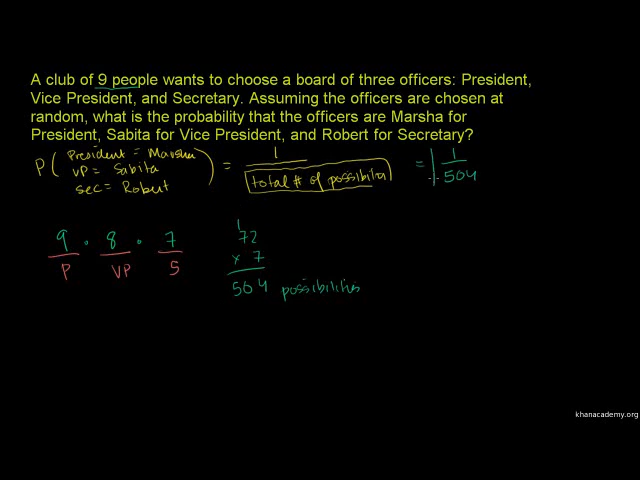 A club of 9 people wants to choose a board of three officers: President,
Vice President, and Secretary. Assuming the officers are chosen at
random, what is the probability that the officers are Marsha for
President, Sabita for Vice President, and Robert for Secretary?
P ( President = Marsha
VP = Sabita
sec = Robert ) = 1 / total # of possibilities = 1 / 504
9 · 8 · 7
P VP S
1
72
x 7
504 possibilities
khanacademy.org